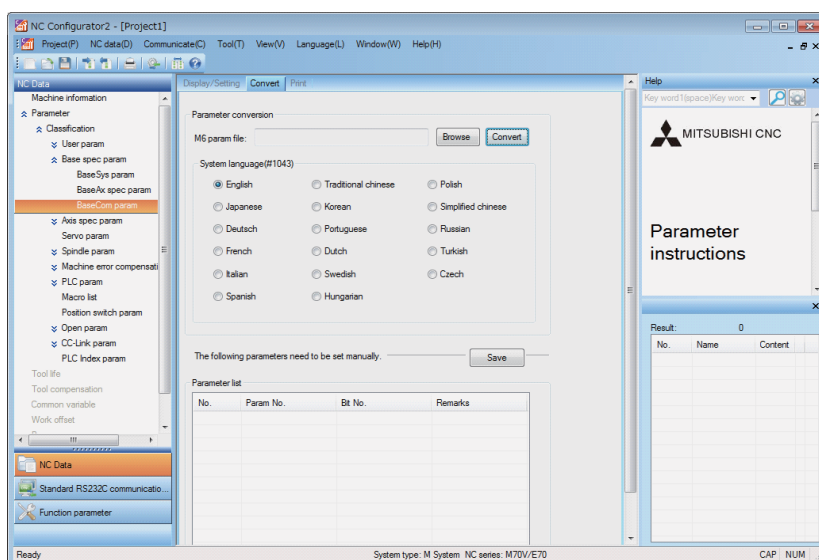 NC Configurator2 - [Project1]
Project(P) NC data(D) Communicate(C) Tool(T) View(V) Language(L) Window(W) Help(H)
NC Data
Machine information
Parameter
Classification
User param
Base spec param
BaseSys param
BaseAx spec param
BaseCom param
Axis spec param
Servo param
Spindle param
Machine error compensati
PLC param
Macro list
Position switch param
Open param
CC-Link param
PLC Index param
Tool life
Tool compensation
Common variable
Work offset
NC Data
Standard RS232C communicatio...
Function parameter
Display/Setting Convert Print
Parameter conversion
M6 param file: Browse Convert
System language(#1043)
English Traditional chinese Polish
Japanese Korean Simplified chinese
Deutsch Portuguese Russian
French Dutch Turkish
Italian Swedish Czech
Spanish Hungarian
The following parameters need to be set manually. Save
Parameter list
No. Param No. Bit No. Remarks
Help
Key word1(space)Key worc
MITSUBISHI CNC
Parameter
instructions
Result: 0
No. Name Content
Ready System type: M System NC series: M70V/E70 CAP NUM